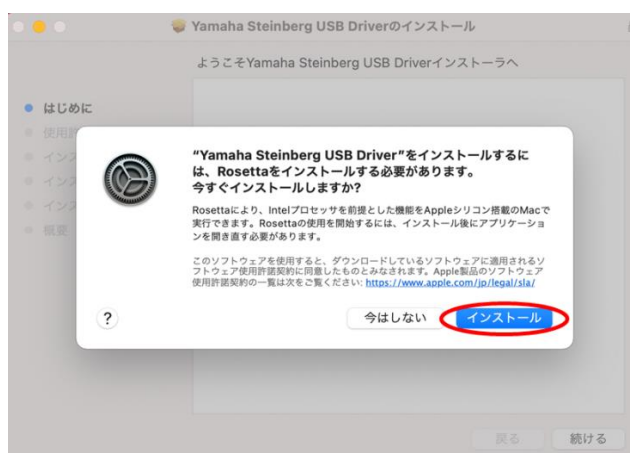 Yamaha Steinberg USB Driverのインストール
ようこそYamaha Steinberg USB Driverインストーラへ
はじめに
使用許
インス
インス
インス
概要
“Yamaha Steinberg USB Driver”をインストールするに
は、Rosettaをインストールする必要があります。
今すぐインストールしますか?
Rosettaにより、Intelプロセッサを前提とした機能をAppleシリコン搭載のMacで
実行できます。Rosettaの使用を開始するには、インストール後にアプリケーショ
ンを開き直す必要があります。
このソフトウェアを使用すると、ダウンロードしているソフトウェアに適用されるソ
フトウェア使用許諾契約に同意したものとみなされます。Apple製品のソフトウェア
使用許諾契約の一覧は次をご覧ください: https://www.apple.com/jp/legal/sla/
?
今はしない
インストール
戻る
続ける